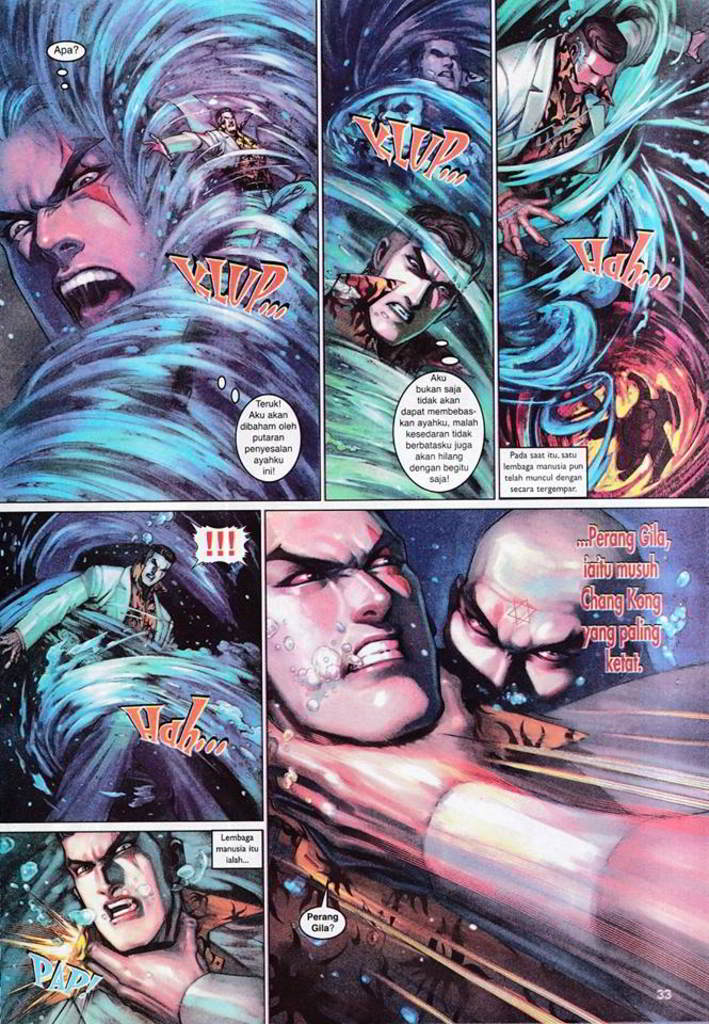 Apa?
KLUP...
Teruk!
Aku akan
dibaham oleh
putaran
penyesalan
ayahku
ini!
KLUP...
Aku
bukan saja
tidak akan
dapat membebas-
kan ayahku, malah
kesedaran tidak
berbatasku juga
akan hilang
dengan begitu
saja!
Hah...
Pada saat itu, satu
lembaga manusia pun
telah muncul dengan
secara tergempar.
!!!
Hah...
Lembaga
manusia itu
ialah...
PAP!
...Perang Gila,
iaitu musuh
Chang Kong
yang paling
ketat.
Perang
Gila?
33